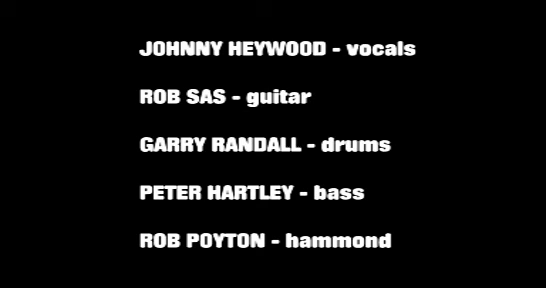 JOHNNY HEYWOOD - vocals
ROB SAS - guitar
GARRY RANDALL - drums
PETER HARTLEY - bass
ROB POYTON - hammond